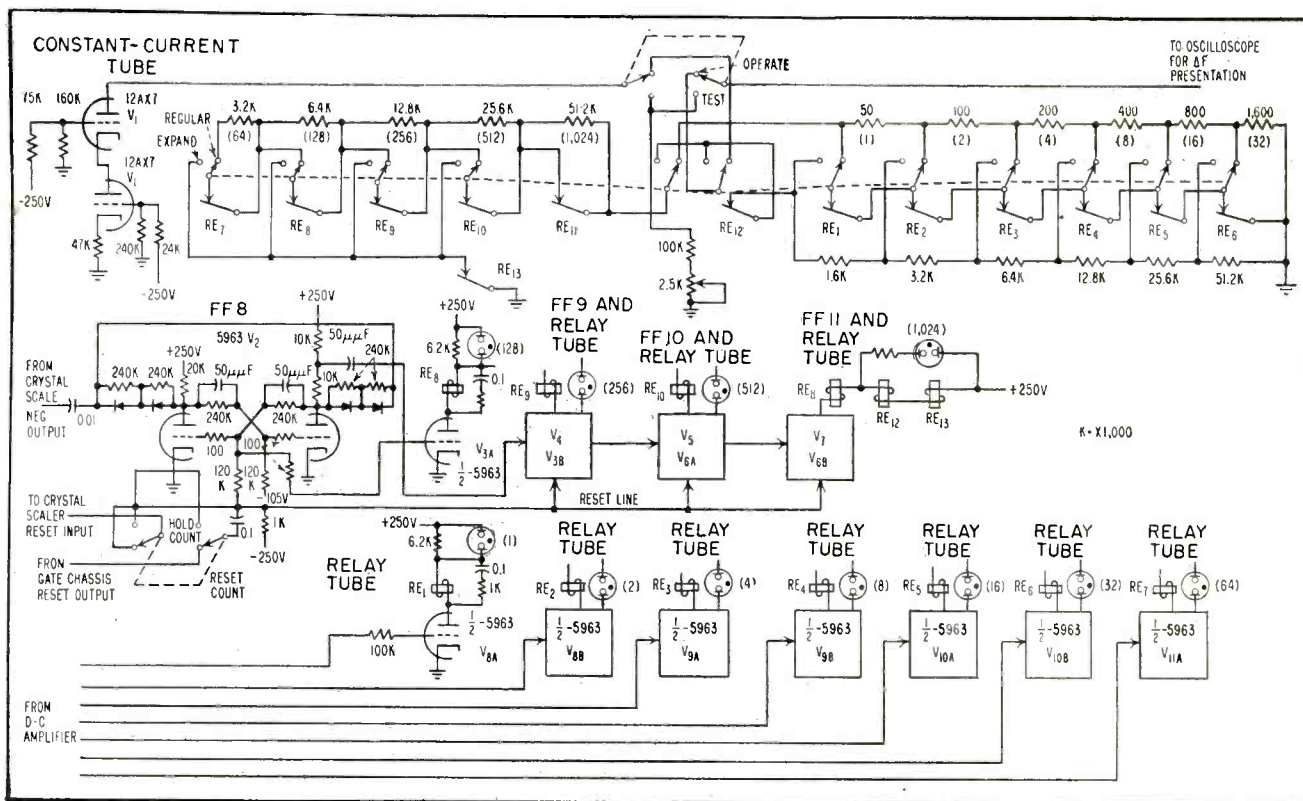 CONSTANT-CURRENT
TUBE
TO OSCILLOSCOPE
FOR ΔF
PRESENTATION
OPERATE
TEST
75K
160K
12AX7
V1
REGULAR
EXPAND
3.2K
(64)
6.4K
(128)
12.8K
(256)
25.6K
(512)
51.2K
(1,024)
50
(1)
100
(2)
200
(4)
400
(8)
800
(16)
1,600
(32)
12AX7
V1
-250V
RE7
RE8
RE9
RE10
RE11
RE12
RE1
RE2
RE3
RE4
RE5
RE6
47K
240K
24K
-250V
RE13
100K
2.5K
1.6K
3.2K
6.4K
12.8K
25.6K
51.2K
FF8
5963 V2
+250V
10K
50µµF
240K
+250V
6.2K
(128)
FF9 AND
RELAY
TUBE
FF10 AND
RELAY TUBE
FF11 AND
RELAY
TUBE
(1,024)
FROM
CRYSTAL
SCALE
NEG
OUTPUT
.001
240K
240K
+250V
20K
50µµF
50µµF
10K
240K
240K
RE8
0.1
RE9
(256)
RE10
(512)
RE11
RE12
RE13
+250V
100
100
120
K
120
K
-105V
V3A
1/2-5963
V4
V3B
V5
V6A
V7
V6B
K=X1,000
RESET LINE
TO CRYSTAL
SCALER
RESET INPUT
HOLD
COUNT
0.1
1K
-250V
FROM
GATE CHASSIS
RESET OUTPUT
RESET
COUNT
RELAY
TUBE
+250V
6.2K
(1)
0.1
1K
RE1
1/2-5963
V8A
100K
RELAY
TUBE
RE2
(2)
1/2-5963
V8B
RELAY
TUBE
RE3
(4)
1/2-5963
V9A
RELAY
TUBE
RE4
(8)
1/2-5963
V9B
RELAY
TUBE
RE5
(16)
1/2-5963
V10A
RELAY
TUBE
RE6
(32)
1/2-5963
V10B
RELAY
TUBE
RE7
(64)
1/2-5963
V11A
FROM
D-C
AMPLIFIER